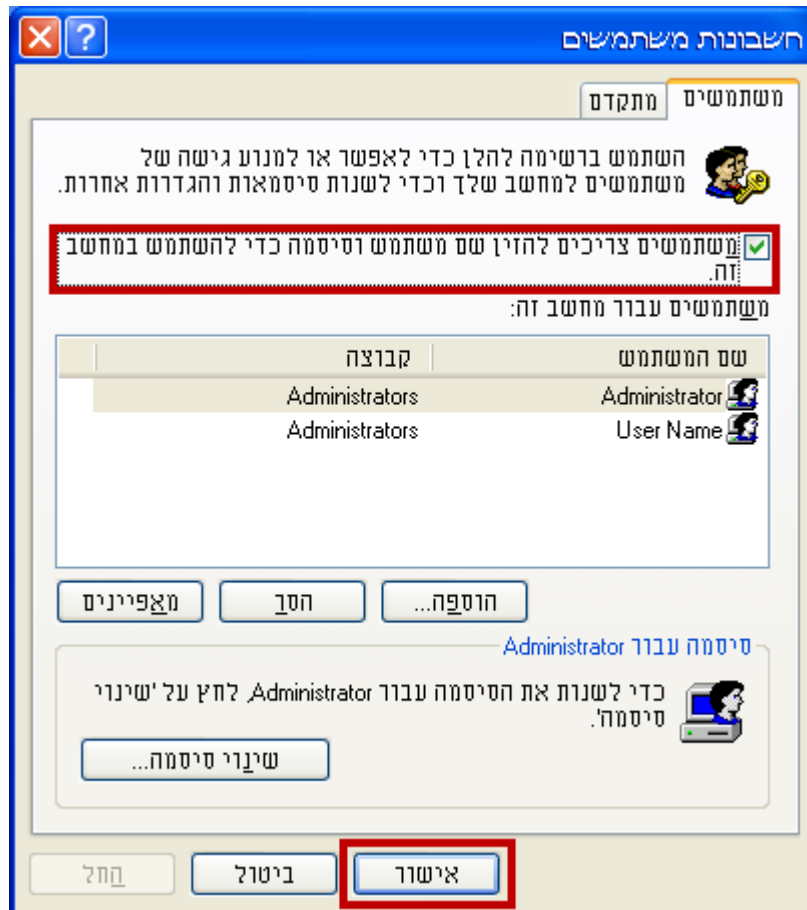 חשבונות משתמשים
משתמשים
מתקדם
השתמש ברשימה להלן כדי לאפשר או למנוע גישה של
משתמשים למחשב שלך וכדי לשנות סיסמאות והגדרות אחרות.
משתמשים צריכים להזין שם משתמש וסיסמה כדי להשתמש במחשב
זה.
משתמשים עבור מחשב זה:
שם המשתמש
קבוצה
Administrator
Administrators
User Name
Administrators
הוספה...
הסר
מאפיינים
סיסמה עבור Administrator
כדי לשנות את הסיסמה עבור Administrator, לחץ על 'שינוי
סיסמה'.
שינוי סיסמה...
אישור
ביטול
החל